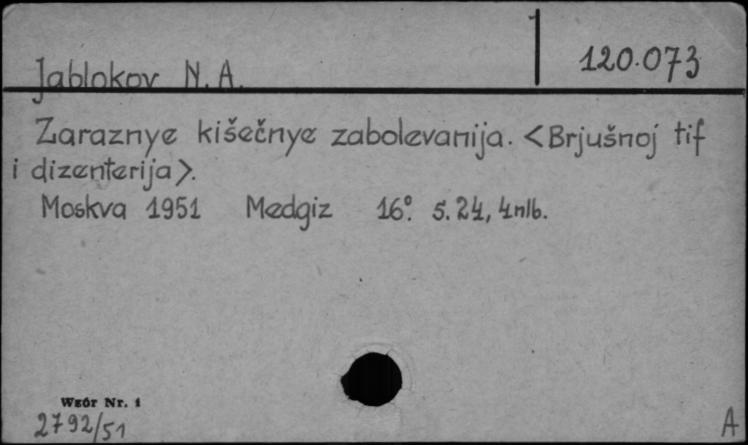 Jablokov N. A.
120.073
Zaraznye kišečnye zabolevanija. <Brjušnoj tif
i dizenterija>.
Moskva 1951 Medgiz 16°. s. 24, 4nlb.
Wzór Nr. 1
2792/51
A